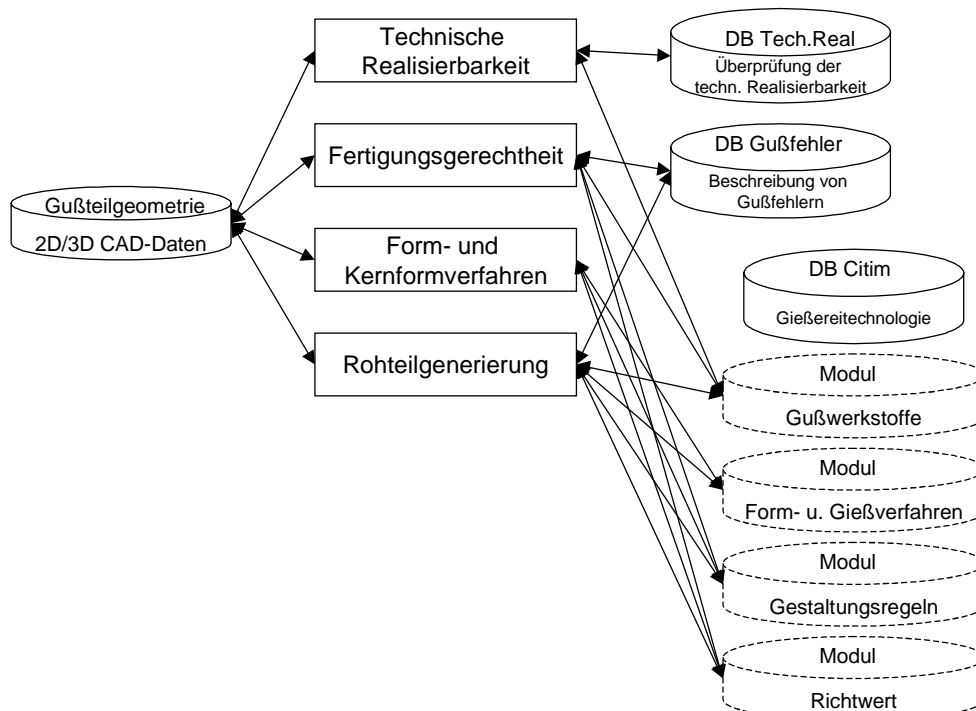 Gußteilgeometrie
2D/3D CAD-Daten
Technische
Realisierbarkeit
Fertigungsgerechtheit
Form- und
Kernformverfahren
Rohteilgenerierung
DB Tech.Real
Überprüfung der
techn. Realisierbarkeit
DB Gußfehler
Beschreibung von
Gußfehlern
DB Citim
Gießereitechnologie
Modul
Gußwerkstoffe
Modul
Form- u. Gießverfahren
Modul
Gestaltungsregeln
Modul
Richtwert